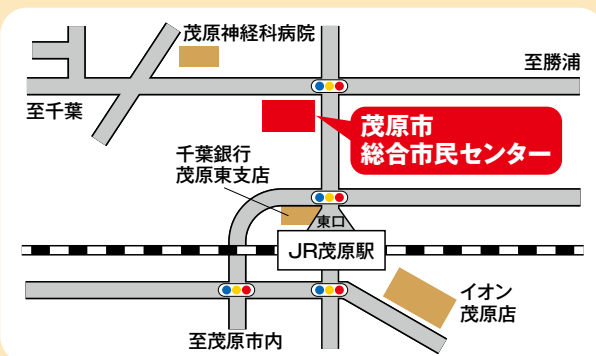 茂原神経科病院
至勝浦
至千葉
茂原市
総合市民センター
千葉銀行
茂原東支店
東口
JR茂原駅
イオン
茂原店
至茂原市内